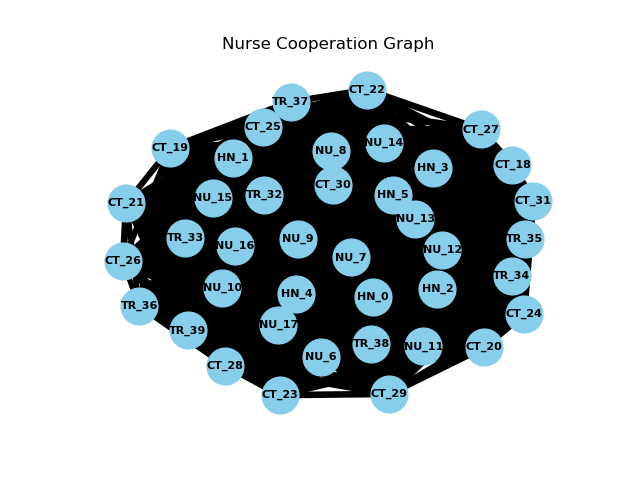 Nurse Cooperation Graph
CT_22
TR_37
CT_25
CT_27
NU_14
CT_19
NU_8
HN_1
CT_18
HN_3
CT_30
TR_32
HN_5
NU_15
CT_31
CT_21
NU_13
TR_33
NU_9
TR_35
NU_16
NU_12
NU_7
CT_26
TR_34
NU_10
HN_2
HN_4
HN_0
TR_36
CT_24
NU_17
TR_39
TR_38
NU_11
CT_20
NU_6
CT_28
CT_29
CT_23